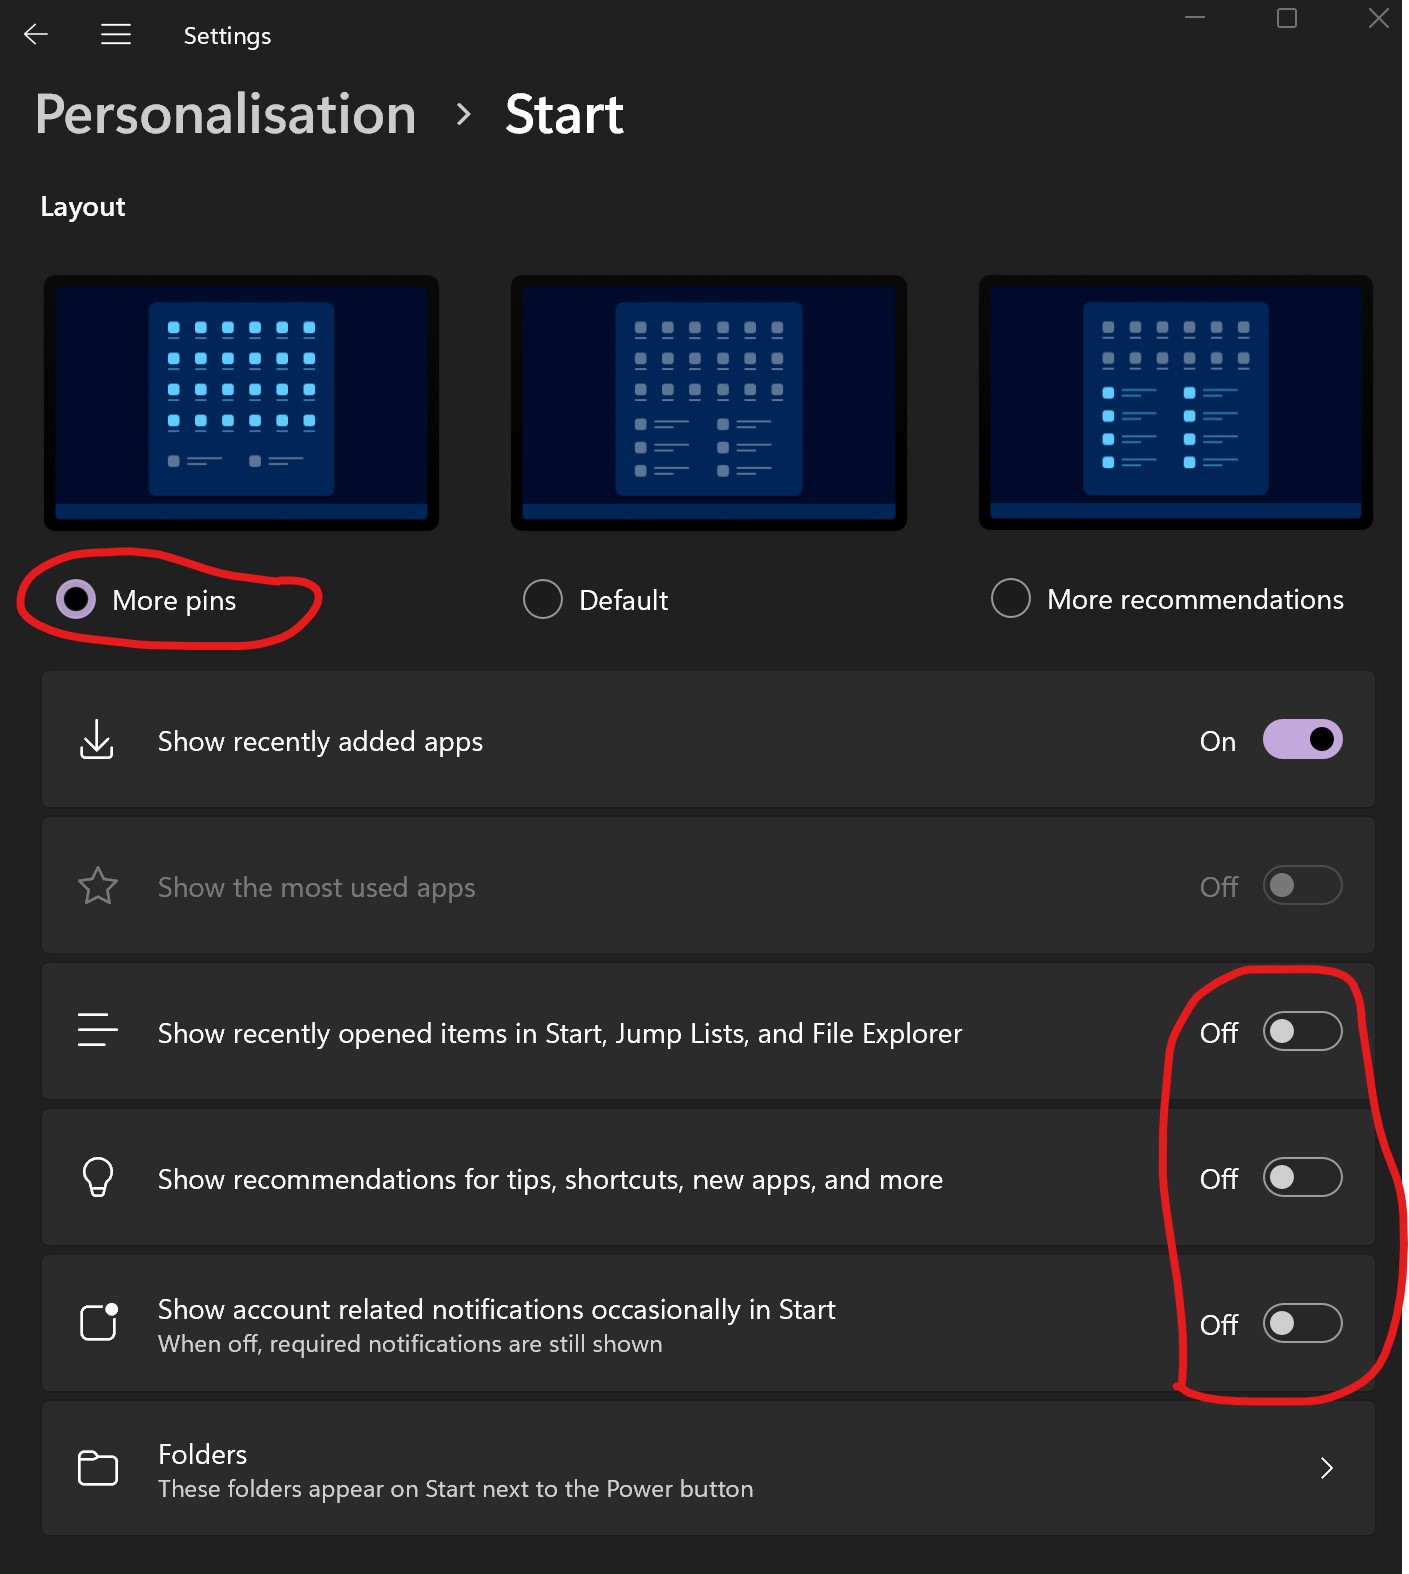 Settings
Personalisation > Start
Layout
More pins
Default
More recommendations
Show recently added apps
On
Show the most used apps
Off
Show recently opened items in Start, Jump Lists, and File Explorer
Off
Show recommendations for tips, shortcuts, new apps, and more
Off
Show account related notifications occasionally in Start
When off, required notifications are still shown
Off
Folders
These folders appear on Start next to the Power button